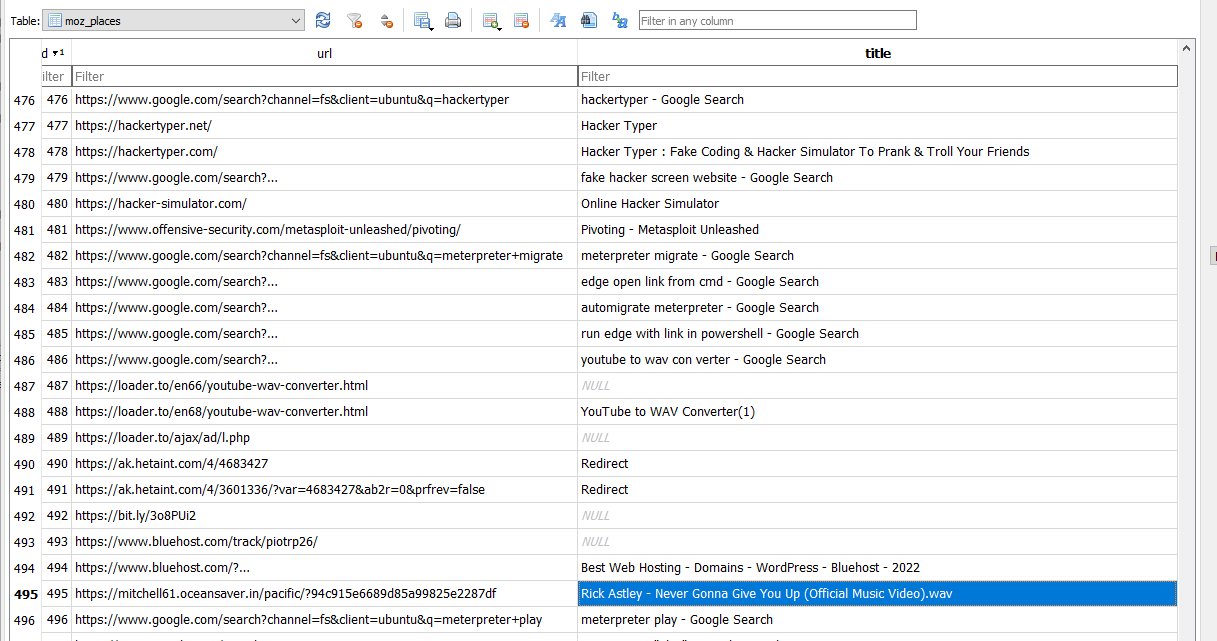 Table: moz_places Filter in any column
d 1 url title
ilter Filter Filter
476 476 https://www.google.com/search?channel=fs&client=ubuntu&q=hackertyper hackertyper - Google Search
477 477 https://hackertyper.net/ Hacker Typer
478 478 https://hackertyper.com/ Hacker Typer : Fake Coding & Hacker Simulator To Prank & Troll Your Friends
479 479 https://www.google.com/search?... fake hacker screen website - Google Search
480 480 https://hacker-simulator.com/ Online Hacker Simulator
481 481 https://www.offensive-security.com/metasploit-unleashed/pivoting/ Pivoting - Metasploit Unleashed
482 482 https://www.google.com/search?channel=fs&client=ubuntu&q=meterpreter+migrate meterpreter migrate - Google Search
483 483 https://www.google.com/search?... edge open link from cmd - Google Search
484 484 https://www.google.com/search?... automigrate meterpreter - Google Search
485 485 https://www.google.com/search?... run edge with link in powershell - Google Search
486 486 https://www.google.com/search?... youtube to wav con verter - Google Search
487 487 https://loader.to/en66/youtube-wav-converter.html NULL
488 488 https://loader.to/en68/youtube-wav-converter.html YouTube to WAV Converter(1)
489 489 https://loader.to/ajax/ad/l.php NULL
490 490 https://ak.hetaint.com/4/4683427 Redirect
491 491 https://ak.hetaint.com/4/3601336/?var=4683427&ab2r=0&prfrev=false Redirect
492 492 https://bit.ly/3o8PUi2 NULL
493 493 https://www.bluehost.com/track/piotrp26/ NULL
494 494 https://www.bluehost.com/?... Best Web Hosting - Domains - WordPress - Bluehost - 2022
495 495 https://mitchell61.oceansaver.in/pacific/?94c915e6689d85a99825e2287df Rick Astley - Never Gonna Give You Up (Official Music Video).wav
496 496 https://www.google.com/search?channel=fs&client=ubuntu&q=meterpreter+play meterpreter play - Google Search